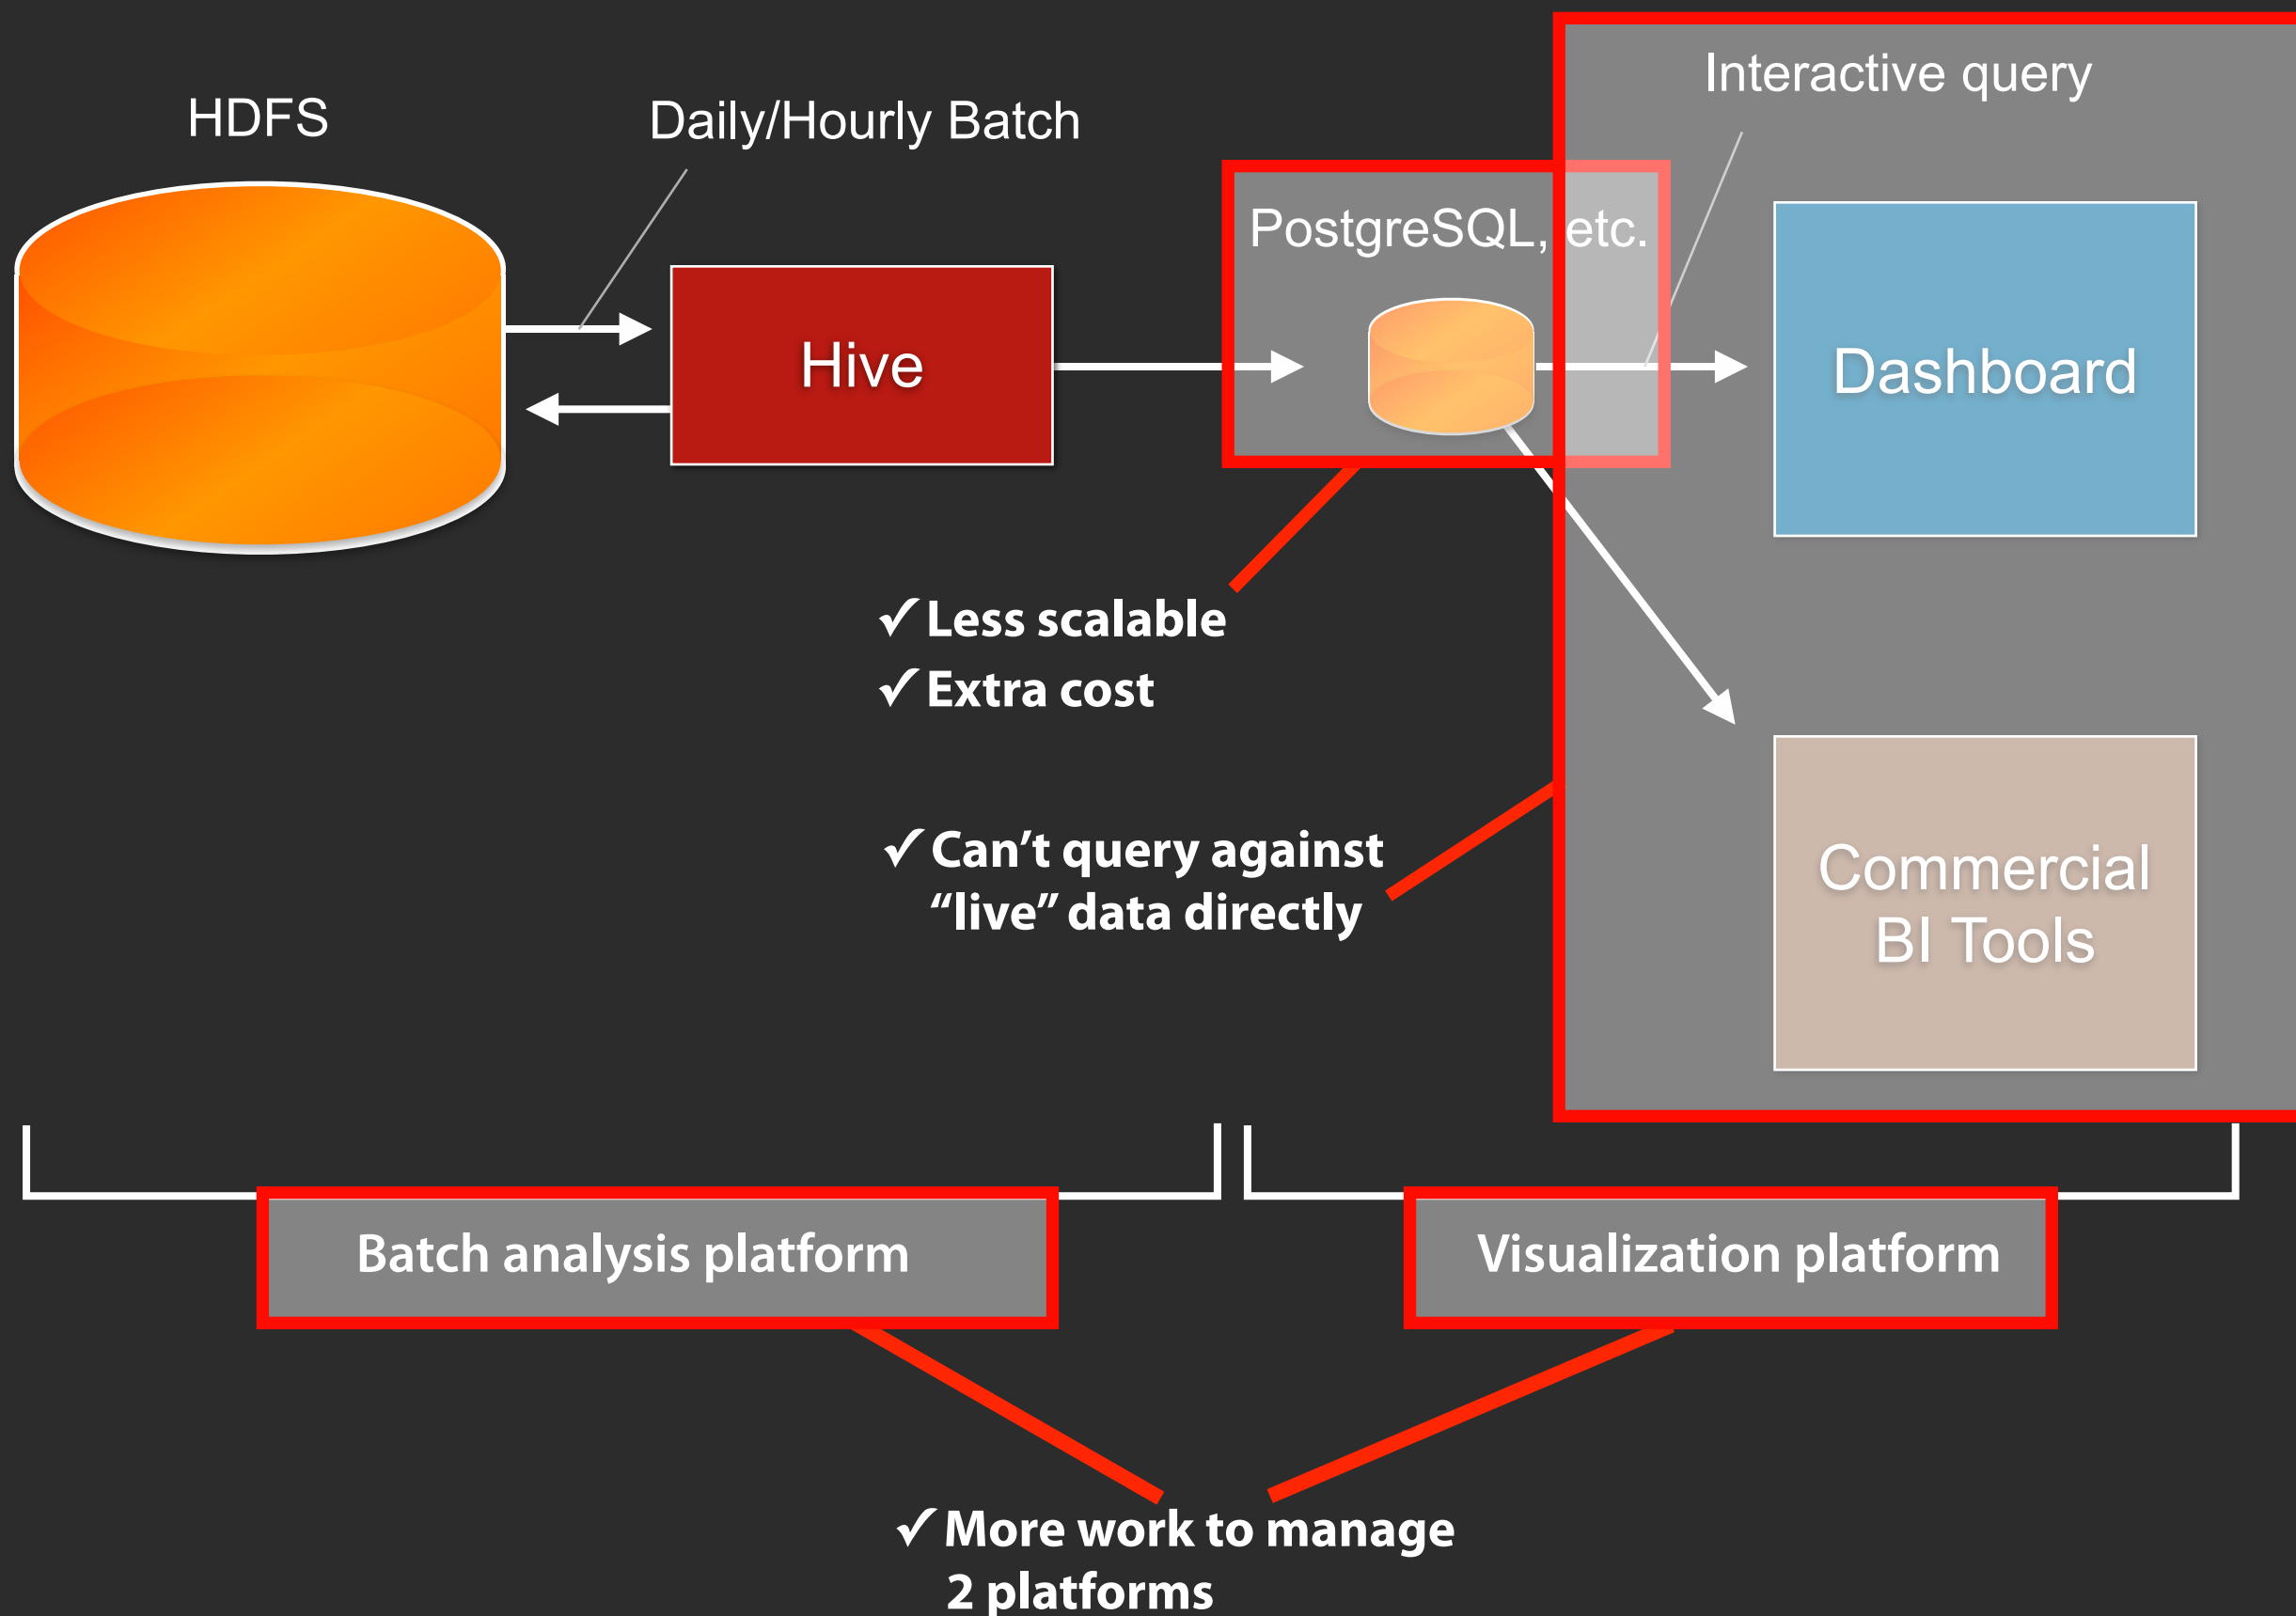 Interactive query
HDFS
Daily/Hourly Batch
PostgreSQL, etc.
Hive
Dashboard
✓ Less scalable
✓ Extra cost
✓ Can’t query against
“live” data directly
Commercial
BI Tools
Batch analysis platform
Visualization platform
✓ More work to manage
2 platforms